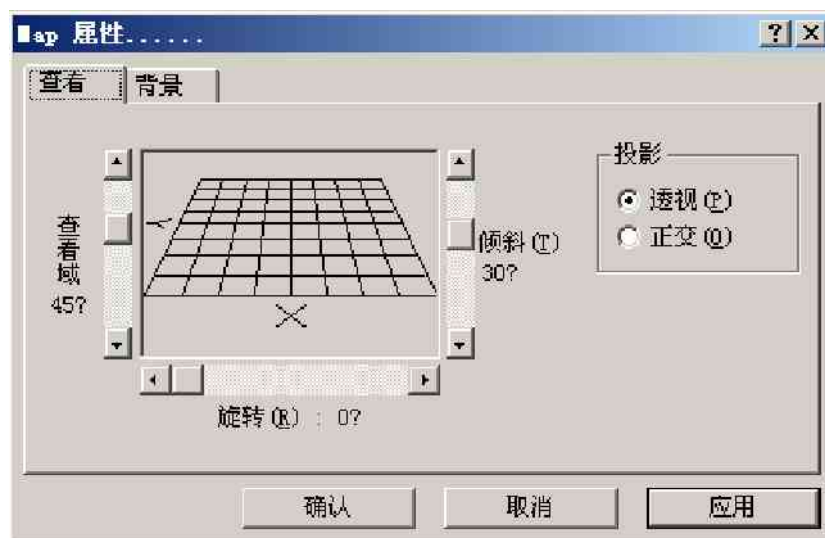 ap 属性......
查看 背景
查看域
45?
Y
X
倾斜(T)
30?
旋转(R) : 0?
投影
透视(P)
正交(O)
确认 取消 应用